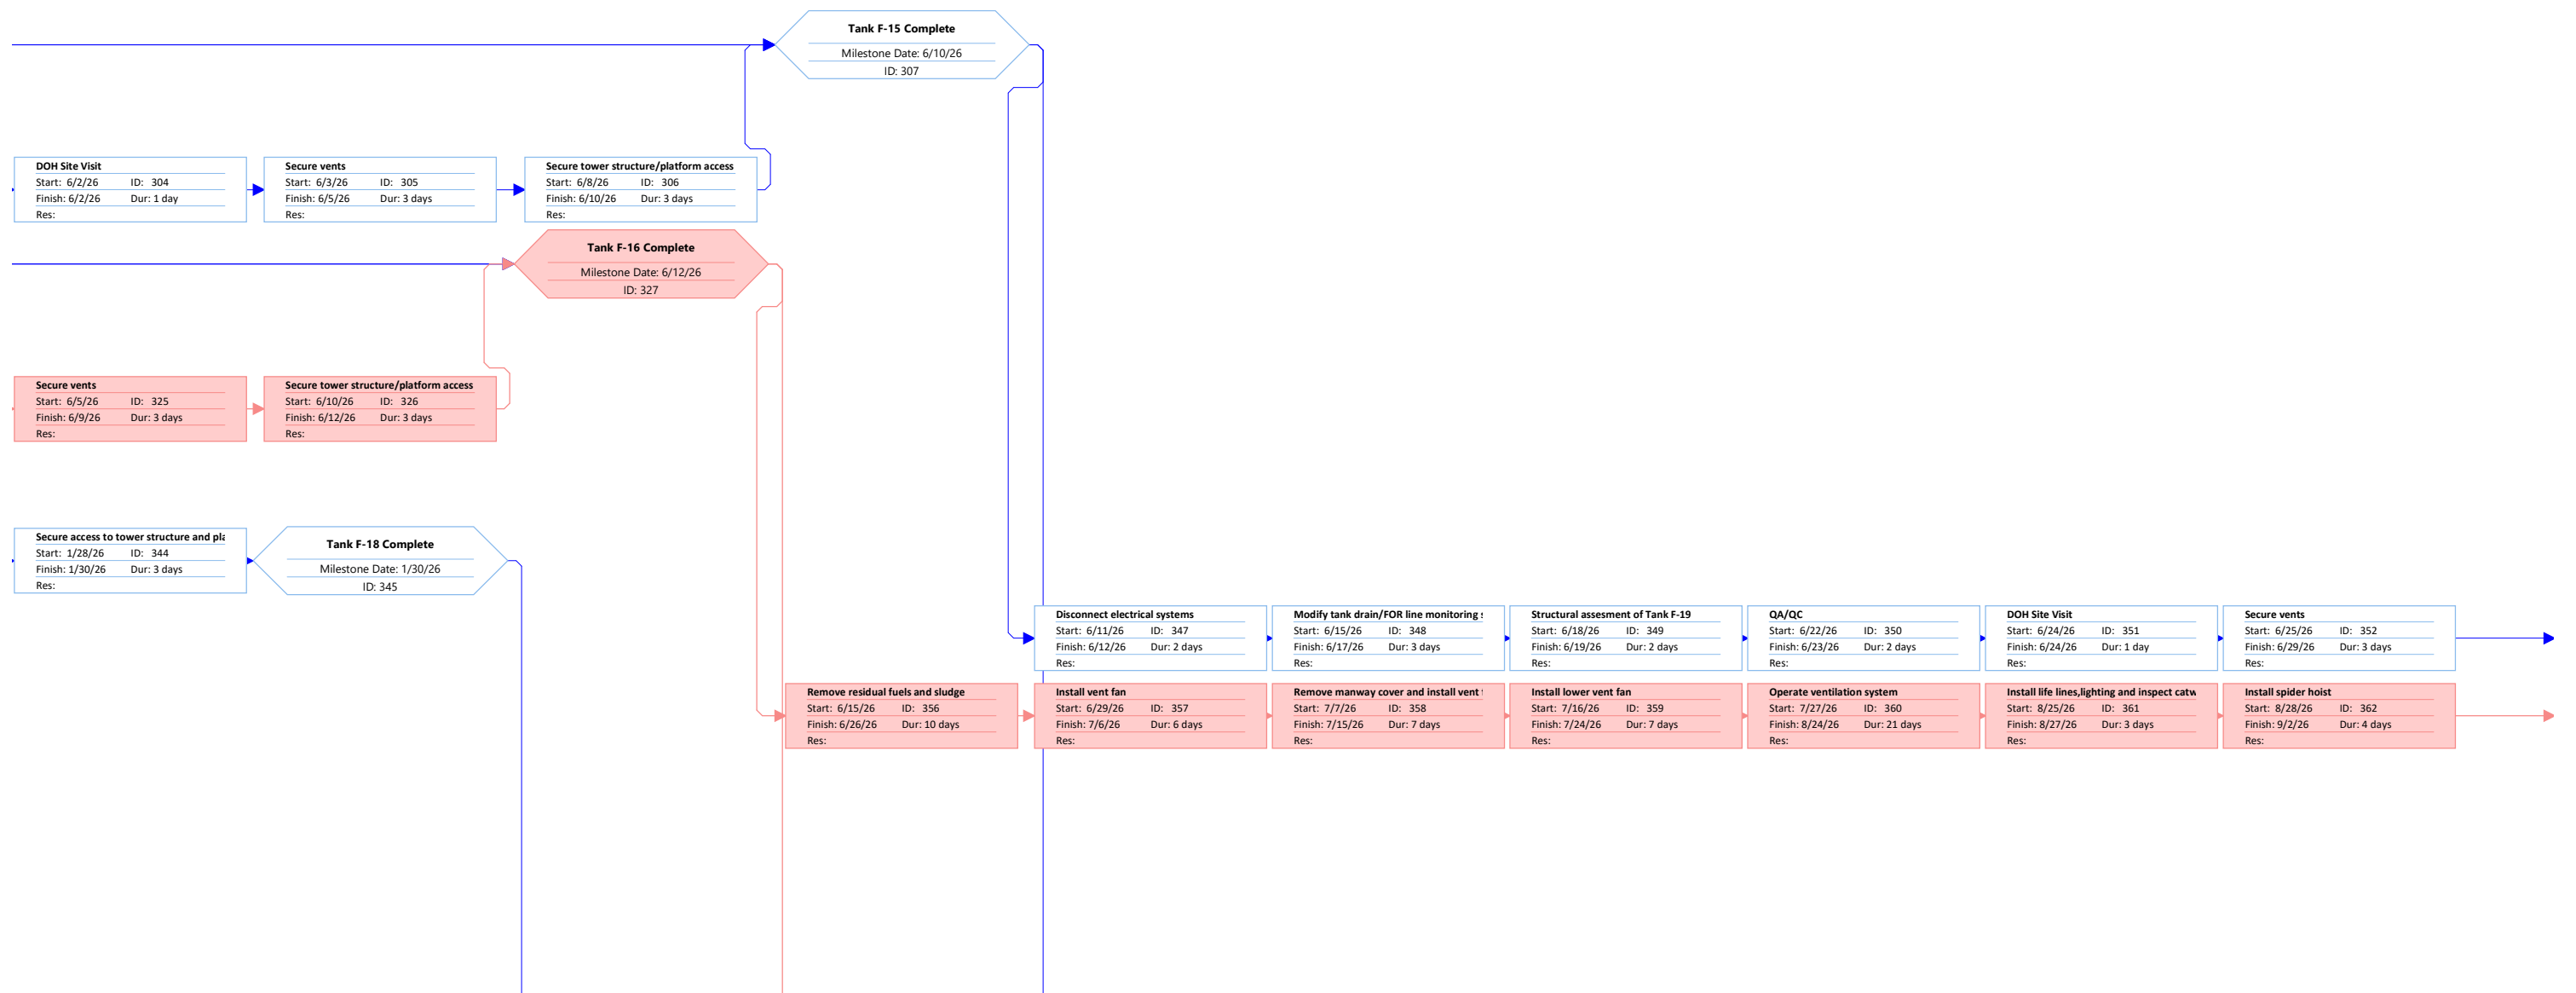 Tank F-15 Complete
Milestone Date: 6/10/26
ID: 307
DOH Site Visit
Start: 6/2/26 ID: 304
Finish: 6/2/26 Dur: 1 day
Res:
Secure vents
Start: 6/3/26 ID: 305
Finish: 6/5/26 Dur: 3 days
Res:
Secure tower structure/platform access
Start: 6/8/26 ID: 306
Finish: 6/10/26 Dur: 3 days
Res:
Tank F-16 Complete
Milestone Date: 6/12/26
ID: 327
Secure vents
Start: 6/5/26 ID: 325
Finish: 6/9/26 Dur: 3 days
Res:
Secure tower structure/platform access
Start: 6/10/26 ID: 326
Finish: 6/12/26 Dur: 3 days
Res:
Secure access to tower structure and pla
Start: 1/28/26 ID: 344
Finish: 1/30/26 Dur: 3 days
Res:
Tank F-18 Complete
Milestone Date: 1/30/26
ID: 345
Disconnect electrical systems
Start: 6/11/26 ID: 347
Finish: 6/12/26 Dur: 2 days
Res:
Modify tank drain/FOR line monitoring
Start: 6/15/26 ID: 348
Finish: 6/17/26 Dur: 3 days
Res:
Structural assesment of Tank F-19
Start: 6/18/26 ID: 349
Finish: 6/19/26 Dur: 2 days
Res:
QA/QC
Start: 6/22/26 ID: 350
Finish: 6/23/26 Dur: 2 days
Res:
DOH Site Visit
Start: 6/24/26 ID: 351
Finish: 6/24/26 Dur: 1 day
Res:
Secure vents
Start: 6/25/26 ID: 352
Finish: 6/29/26 Dur: 3 days
Res:
Remove residual fuels and sludge
Start: 6/15/26 ID: 356
Finish: 6/26/26 Dur: 10 days
Res:
Install vent fan
Start: 6/29/26 ID: 357
Finish: 7/6/26 Dur: 6 days
Res:
Remove manway cover and install vent
Start: 7/7/26 ID: 358
Finish: 7/15/26 Dur: 7 days
Res:
Install lower vent fan
Start: 7/16/26 ID: 359
Finish: 7/24/26 Dur: 7 days
Res:
Operate ventilation system
Start: 7/27/26 ID: 360
Finish: 8/24/26 Dur: 21 days
Res:
Install life lines,lighting and inspect catw
Start: 8/25/26 ID: 361
Finish: 8/27/26 Dur: 3 days
Res:
Install spider hoist
Start: 8/28/26 ID: 362
Finish: 9/2/26 Dur: 4 days
Res: